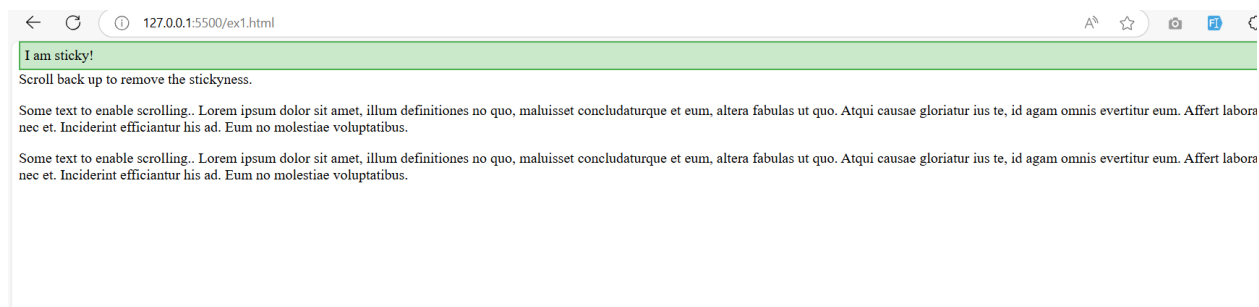 127.0.0.1:5500/ex1.html
I am sticky!
Scroll back up to remove the stickyness.
Some text to enable scrolling.. Lorem ipsum dolor sit amet, illum definitiones no quo, maluisset concludaturque et eum, altera fabulas ut quo. Atqui causae gloriatur ius te, id agam omnis evertitur eum. Affert labora
nec et. Inciderint efficiantur his ad. Eum no molestiae voluptatibus.
Some text to enable scrolling.. Lorem ipsum dolor sit amet, illum definitiones no quo, maluisset concludaturque et eum, altera fabulas ut quo. Atqui causae gloriatur ius te, id agam omnis evertitur eum. Affert labora
nec et. Inciderint efficiantur his ad. Eum no molestiae voluptatibus.